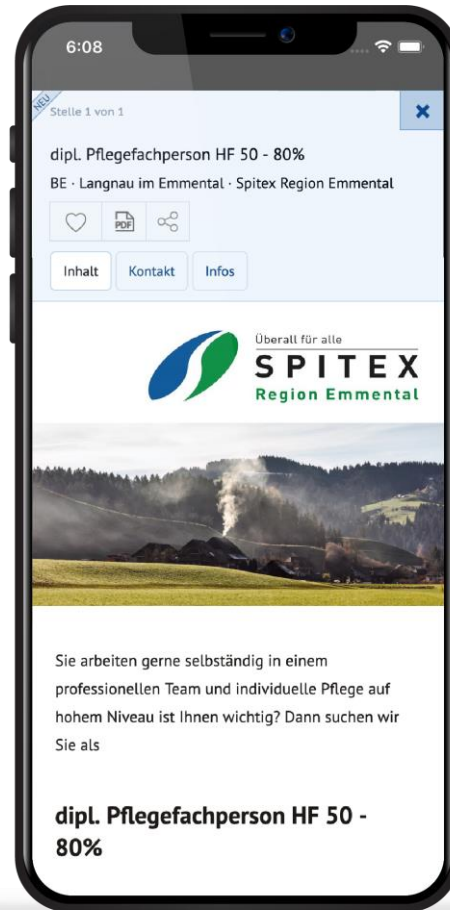 6:08
NEU
Stelle 1 von 1
dipl. Pflegefachperson HF 50 - 80%
BE · Langnau im Emmental · Spitex Region Emmental
PDF
Inhalt Kontakt Infos
Überall für alle
SPITEX
Region Emmental
Sie arbeiten gerne selbständig in einem
professionellen Team und individuelle Pflege auf
hohem Niveau ist Ihnen wichtig? Dann suchen wir
Sie als
dipl. Pflegefachperson HF 50 -
80%